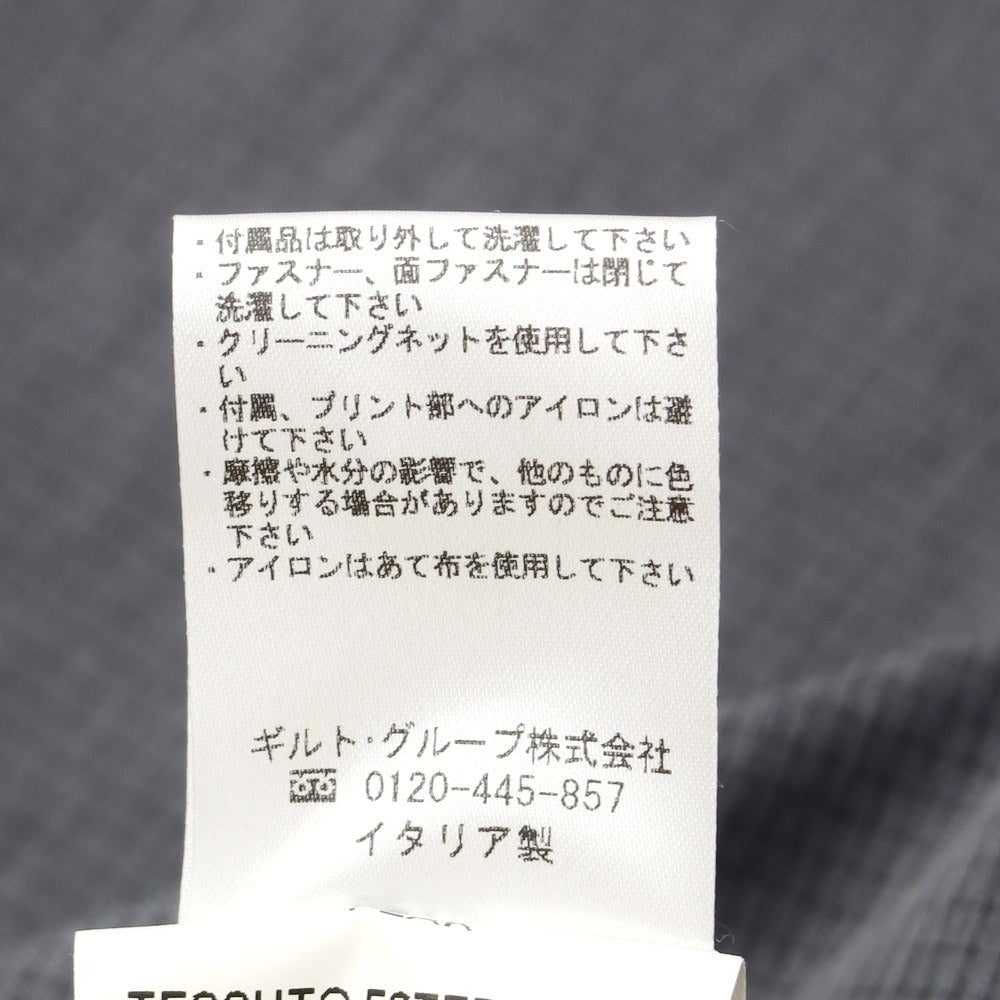 ・付属品は取り外して洗濯して下さい
・ファスナー、面ファスナーは閉じて
洗濯して下さい
・クリーニングネットを使用して下さ
い
・付属、プリント部へのアイロンは避
けて下さい
・摩擦や水分の影響で、他のものに色
移りする場合がありますのでご注意
下さい
・アイロンはあて布を使用して下さい
ギルト・グループ株式会社
0120-445-857
イタリア製
TESSUTO